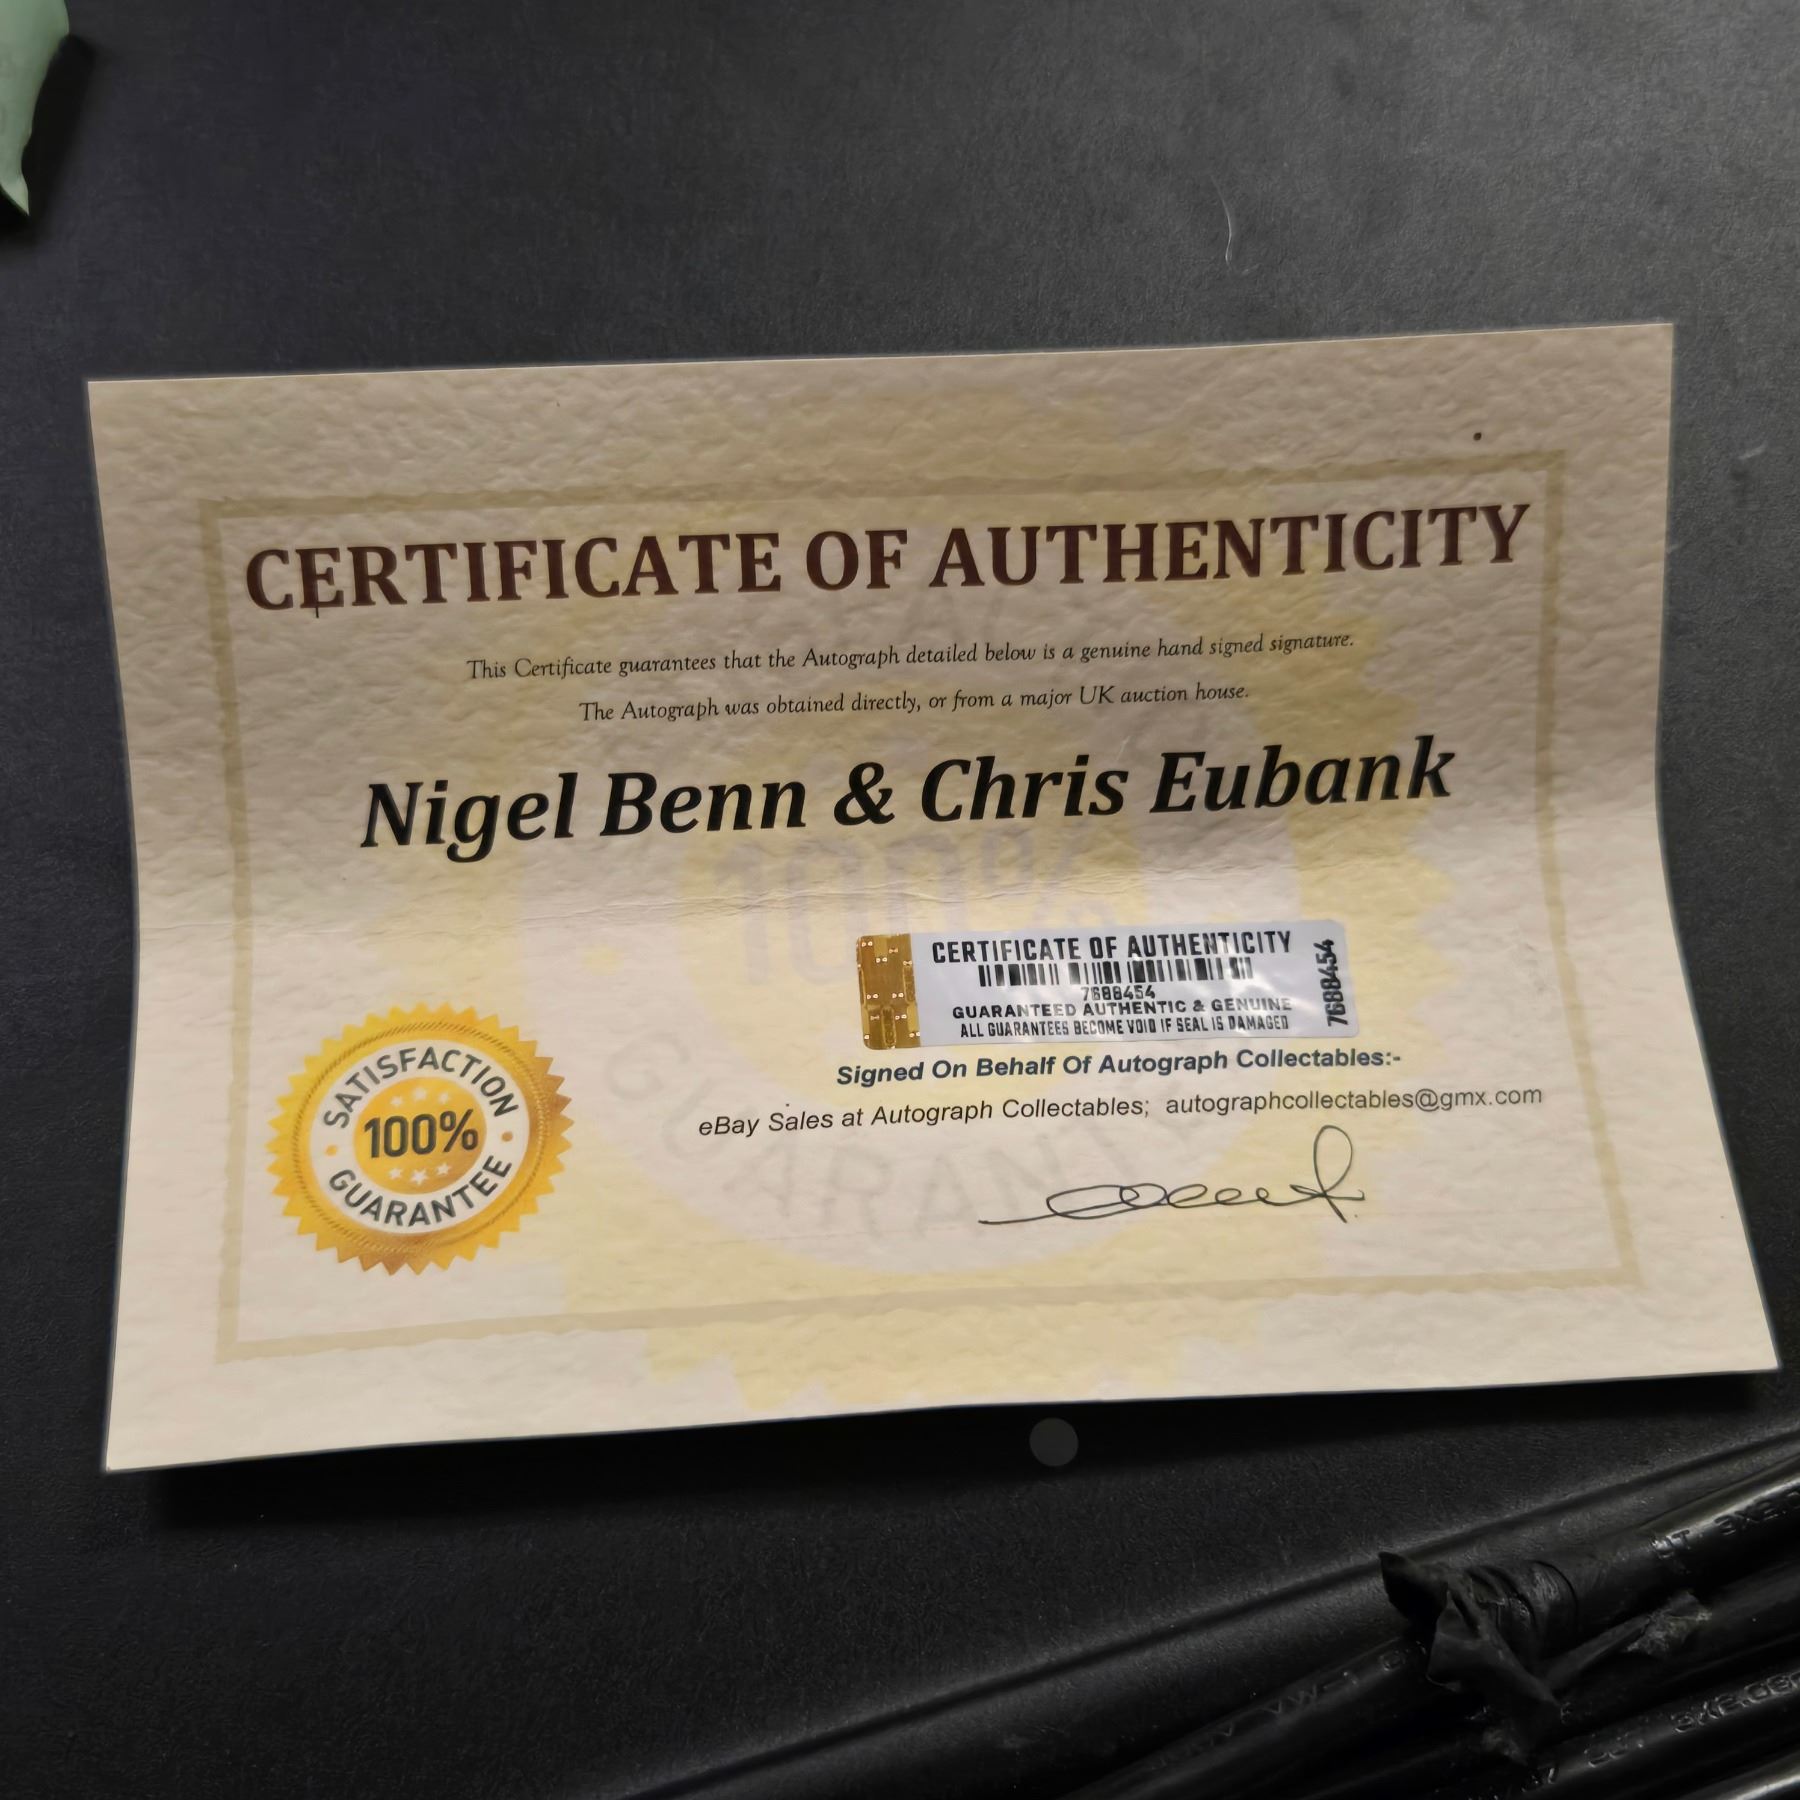 CERTIFICATE OF AUTHENTICITY
This Certificate guarantees that the Autograph detailed below is a genuine hand signed signature.
The Autograph was obtained directly, or from a major UK auction house.
Nigel Benn & Chris Eubank
CERTIFICATE OF AUTHENTICITY
7688454
GUARANTEED AUTHENTIC & GENUINE
ALL GUARANTEES BECOME VOID IF SEAL IS DAMAGED
7688454
Signed On Behalf Of Autograph Collectables:-
eBay Sales at Autograph Collectables; autographcollectables@gmx.com
SATISFACTION
100%
GUARANTEE
100%